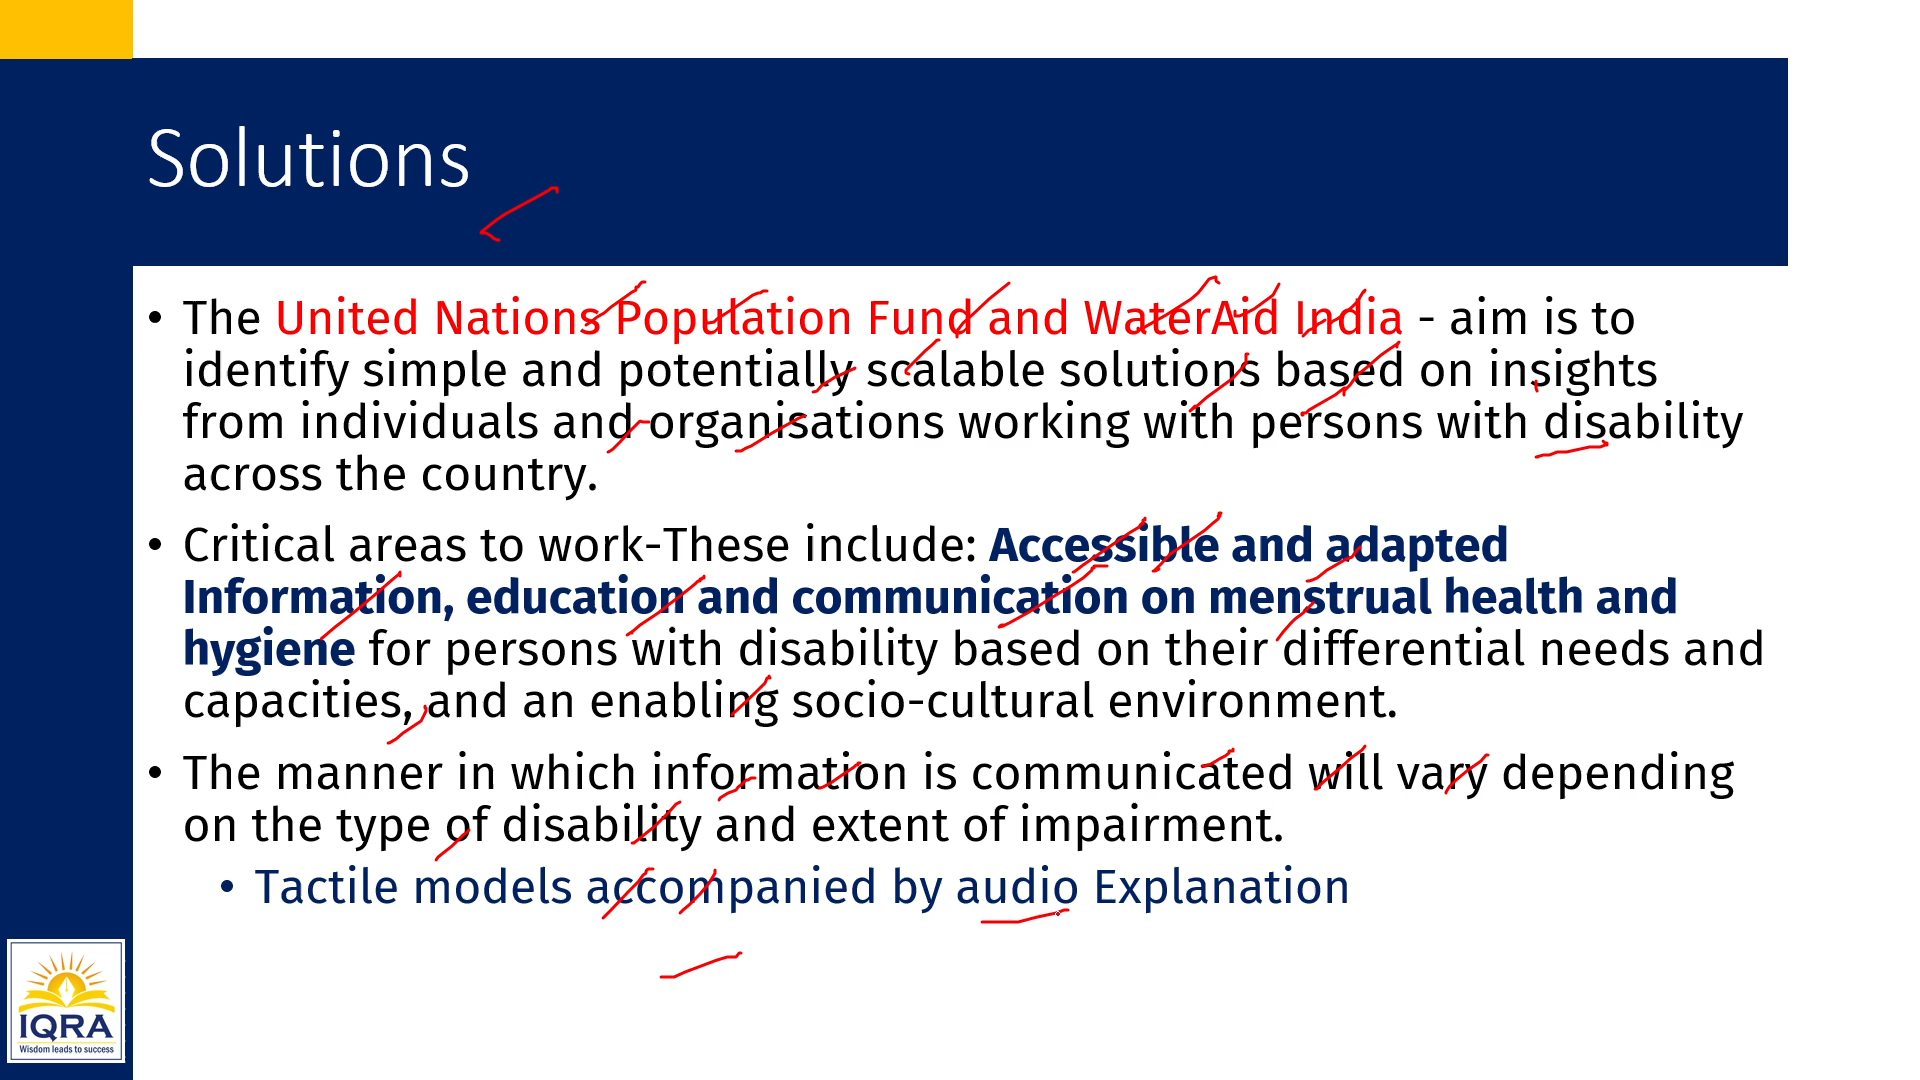 Solutions
• The United Nations Population Fund and WaterAid India - aim is to
identify simple and potentially scalable solutions based on insights
from individuals and organisations working with persons with disability
across the country.
• Critical areas to work-These include: Accessible and adapted
Information, education and communication on menstrual health and
hygiene for persons with disability based on their differential needs and
capacities, and an enabling socio-cultural environment.
• The manner in which information is communicated will vary depending
on the type of disability and extent of impairment.
• Tactile models accompanied by audio Explanation
IQRA
Wisdom leads to success